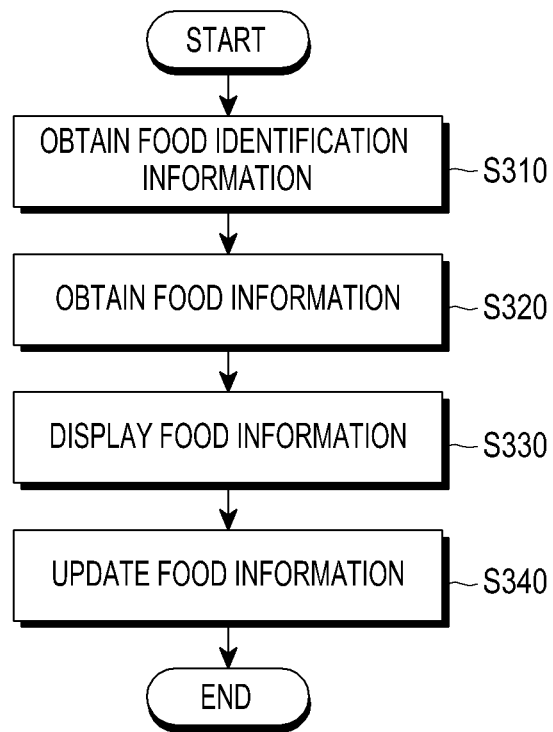 START
OBTAIN FOOD IDENTIFICATION
INFORMATION
S310
OBTAIN FOOD INFORMATION
S320
DISPLAY FOOD INFORMATION
S330
UPDATE FOOD INFORMATION
S340
END